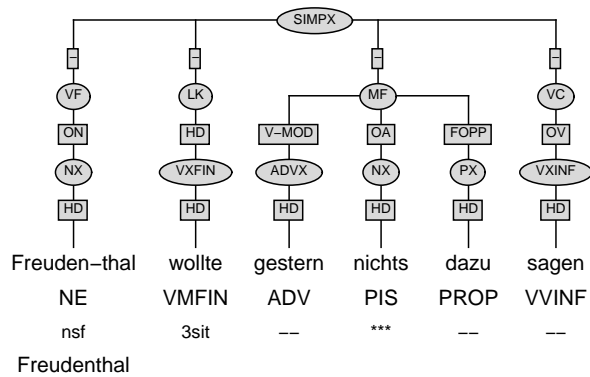 SIMPX
– – – –
VF LK MF VC
ON HD V–MOD OA FOPP OV
NX VXFIN ADVX NX PX VXINF
HD HD HD HD HD HD
Freuden–thal wollte gestern nichts dazu sagen
NE VMFIN ADV PIS PROP VVINF
nsf 3sit –– *** –– ––
Freudenthal